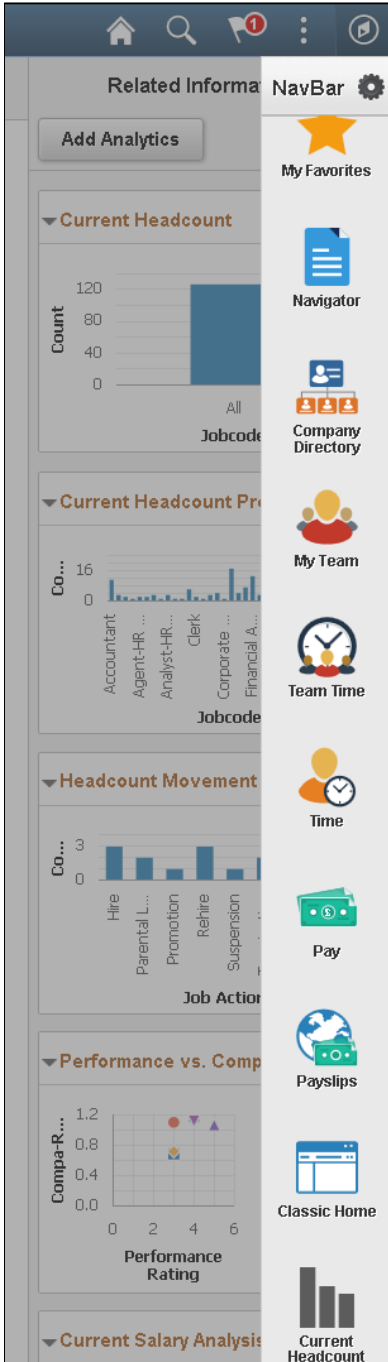 1
Related Informa
NavBar
Add Analytics
Current Headcount
Count
120
80
40
0
All
Jobcode
Current Headcount Pr
Co...
16
0
Accountant
Agent-HR ...
Analyst-HR...
Clerk
Corporate ...
Financial A...
Jobcode
Headcount Movement
Co...
3
0
Hire
Parental L...
Promotion
Rehire
Suspension
Job Action
Performance vs. Comp
Compa-R...
1.2
0.8
0.4
0.0
0 2 4 6
Performance
Rating
Current Salary Analysis
My Favorites
Navigator
Company
Directory
My Team
Team Time
Time
Pay
Payslips
Classic Home
Current
Headcount